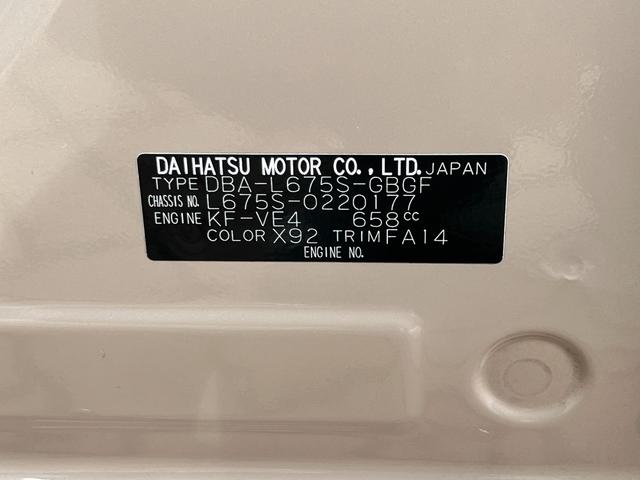 DAIHATSU MOTOR CO.,LTD. JAPAN
TYPE DBA-L675S-GBGF
CHASSIS NO. L675S-0220177
ENGINE KF-VE4 658cc
COLOR X92 TRIM FA14
ENGINE NO.